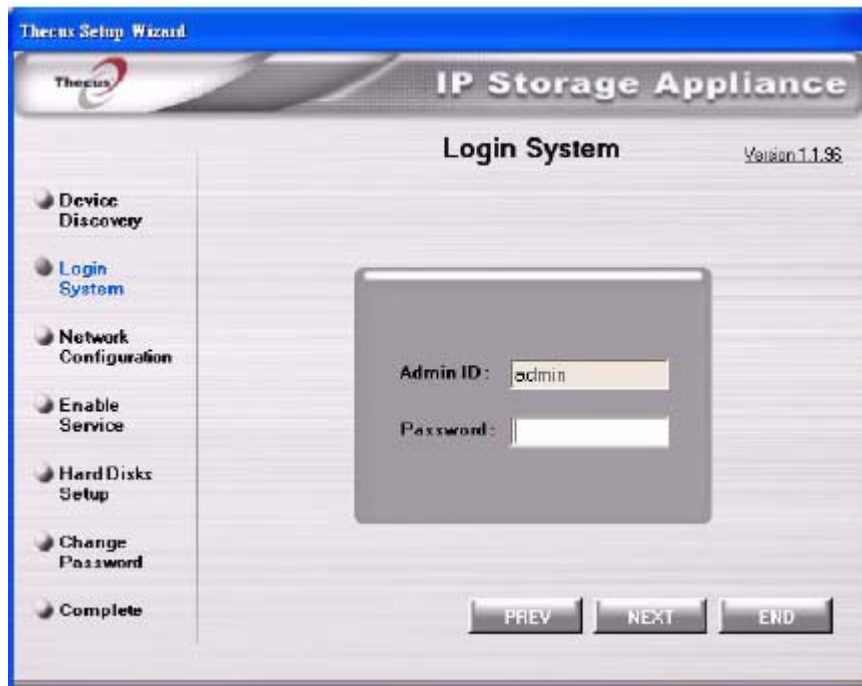 Thecus Setup Wizard
Thecus
IP Storage Appliance
Login System
Version 1.1.96
Device
Discovery
Login
System
Network
Configuration
Enable
Service
Hard Disks
Setup
Change
Password
Complete
Admin ID :
admin
Password :
PREV
NEXT
END